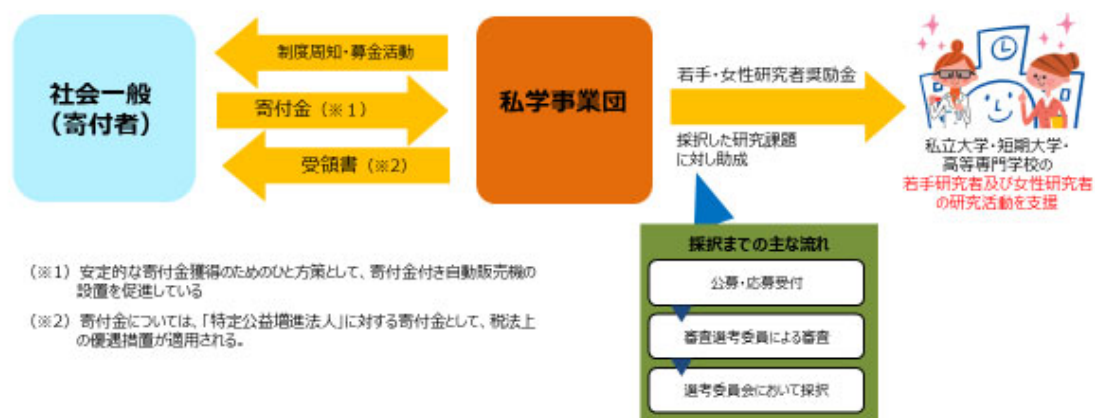 社会一般
(寄付者)
制度周知・募金活動
寄付金(※1)
受領書(※2)
私学事業団
若手・女性研究者奨励金
採択した研究課題
に対し助成
私立大学・短期大学・
高等専門学校の
若手研究者及び女性研究者
の研究活動を支援
採択までの主な流れ
公募・応募受付
審査選考委員による審査
選考委員会において採択
(※1)安定的な寄付金獲得のためのひと方策として、寄付金付き自動販売機の
設置を促進している
(※2)寄付金については、「特定公益増進法人」に対する寄付金として、税法上
の優遇措置が適用される。